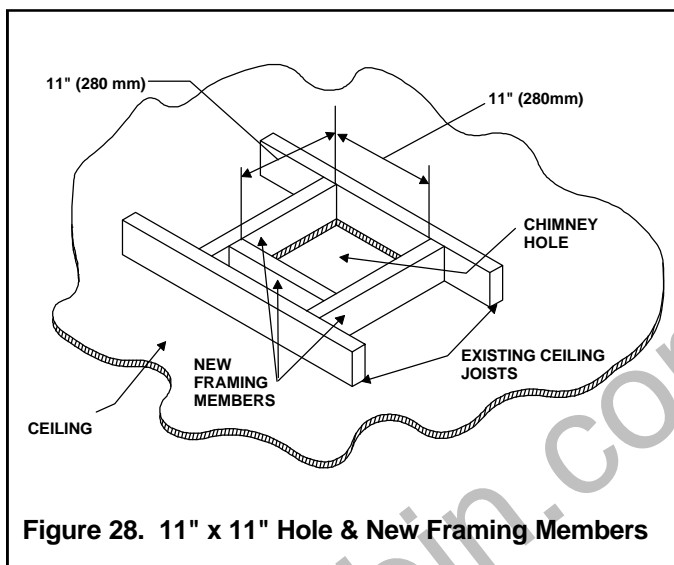 11" (280 mm)
11" (280mm)
CHIMNEY
HOLE
EXISTING CEILING
JOISTS
NEW
FRAMING
MEMBERS
CEILING
Figure 28. 11" x 11" Hole & New Framing Members